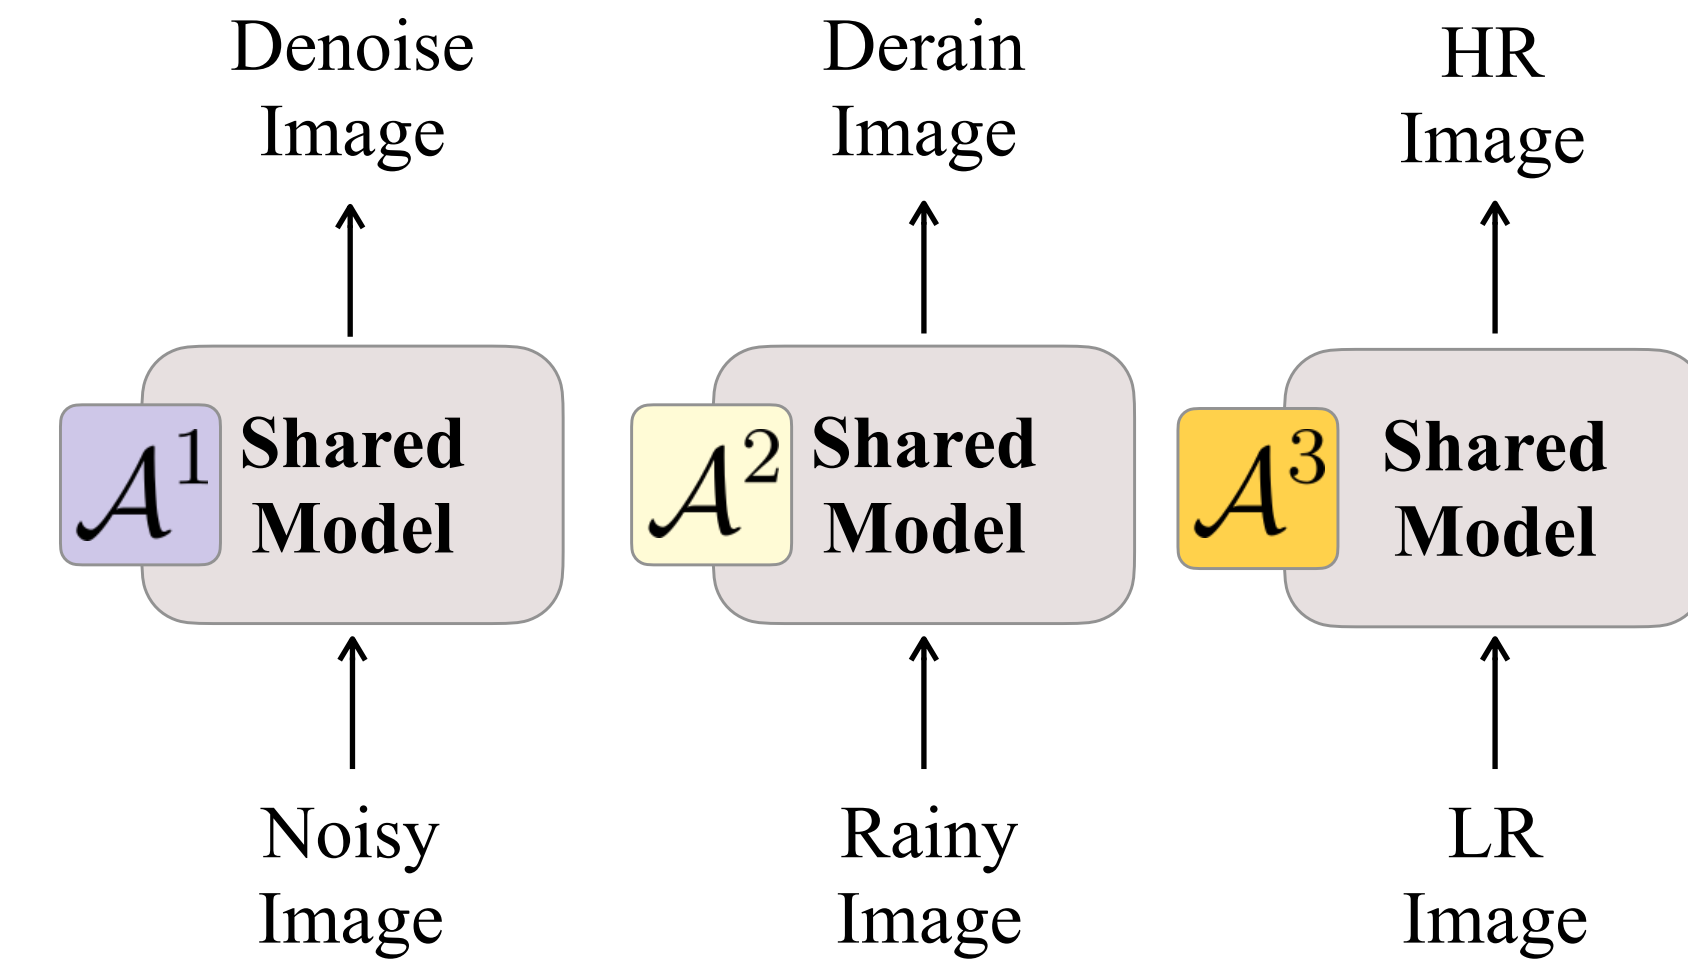 Denoise
Image
Derain
Image
HR
Image
𝒜¹
Shared
Model
𝒜²
Shared
Model
𝒜³
Shared
Model
Noisy
Image
Rainy
Image
LR
Image